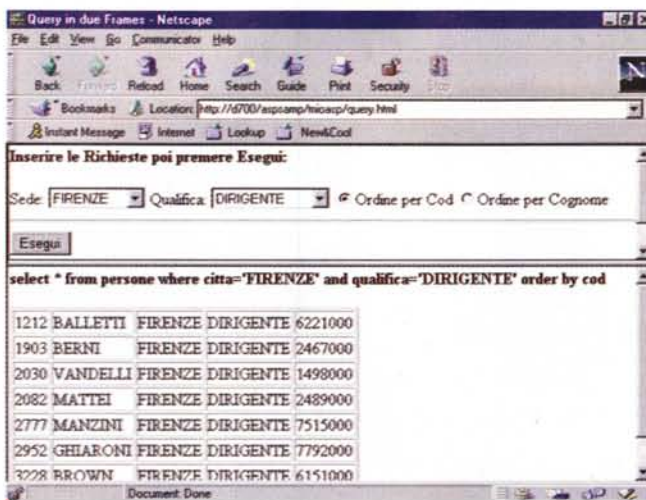 Query in due Frames - Netscape
File Edit View Go Communicator Help
Back Forward Reload Home Search Guide Print Security Stop
N
Bookmarks Location: http://d700/aspsamp/mioasp/query.html
Instant Message Internet Lookup New&Cool
Inserire le Richieste poi premere Esegui:
Sede: FIRENZE Qualifica: DIRIGENTE Ordine per Cod Ordine per Cognome
Esegui
select * from persone where citta='FIRENZE' and qualifica='DIRIGENTE' order by cod
1212 BALLETTI FIRENZE DIRIGENTE 6221000
1903 BERNI FIRENZE DIRIGENTE 2467000
2030 VANDELLI FIRENZE DIRIGENTE 1498000
2082 MATTEI FIRENZE DIRIGENTE 2489000
2777 MANZINI FIRENZE DIRIGENTE 7515000
2952 GHIARONI FIRENZE DIRIGENTE 7792000
3228 BROWN FIRENZE DIRIGENTE 6151000
Document: Done